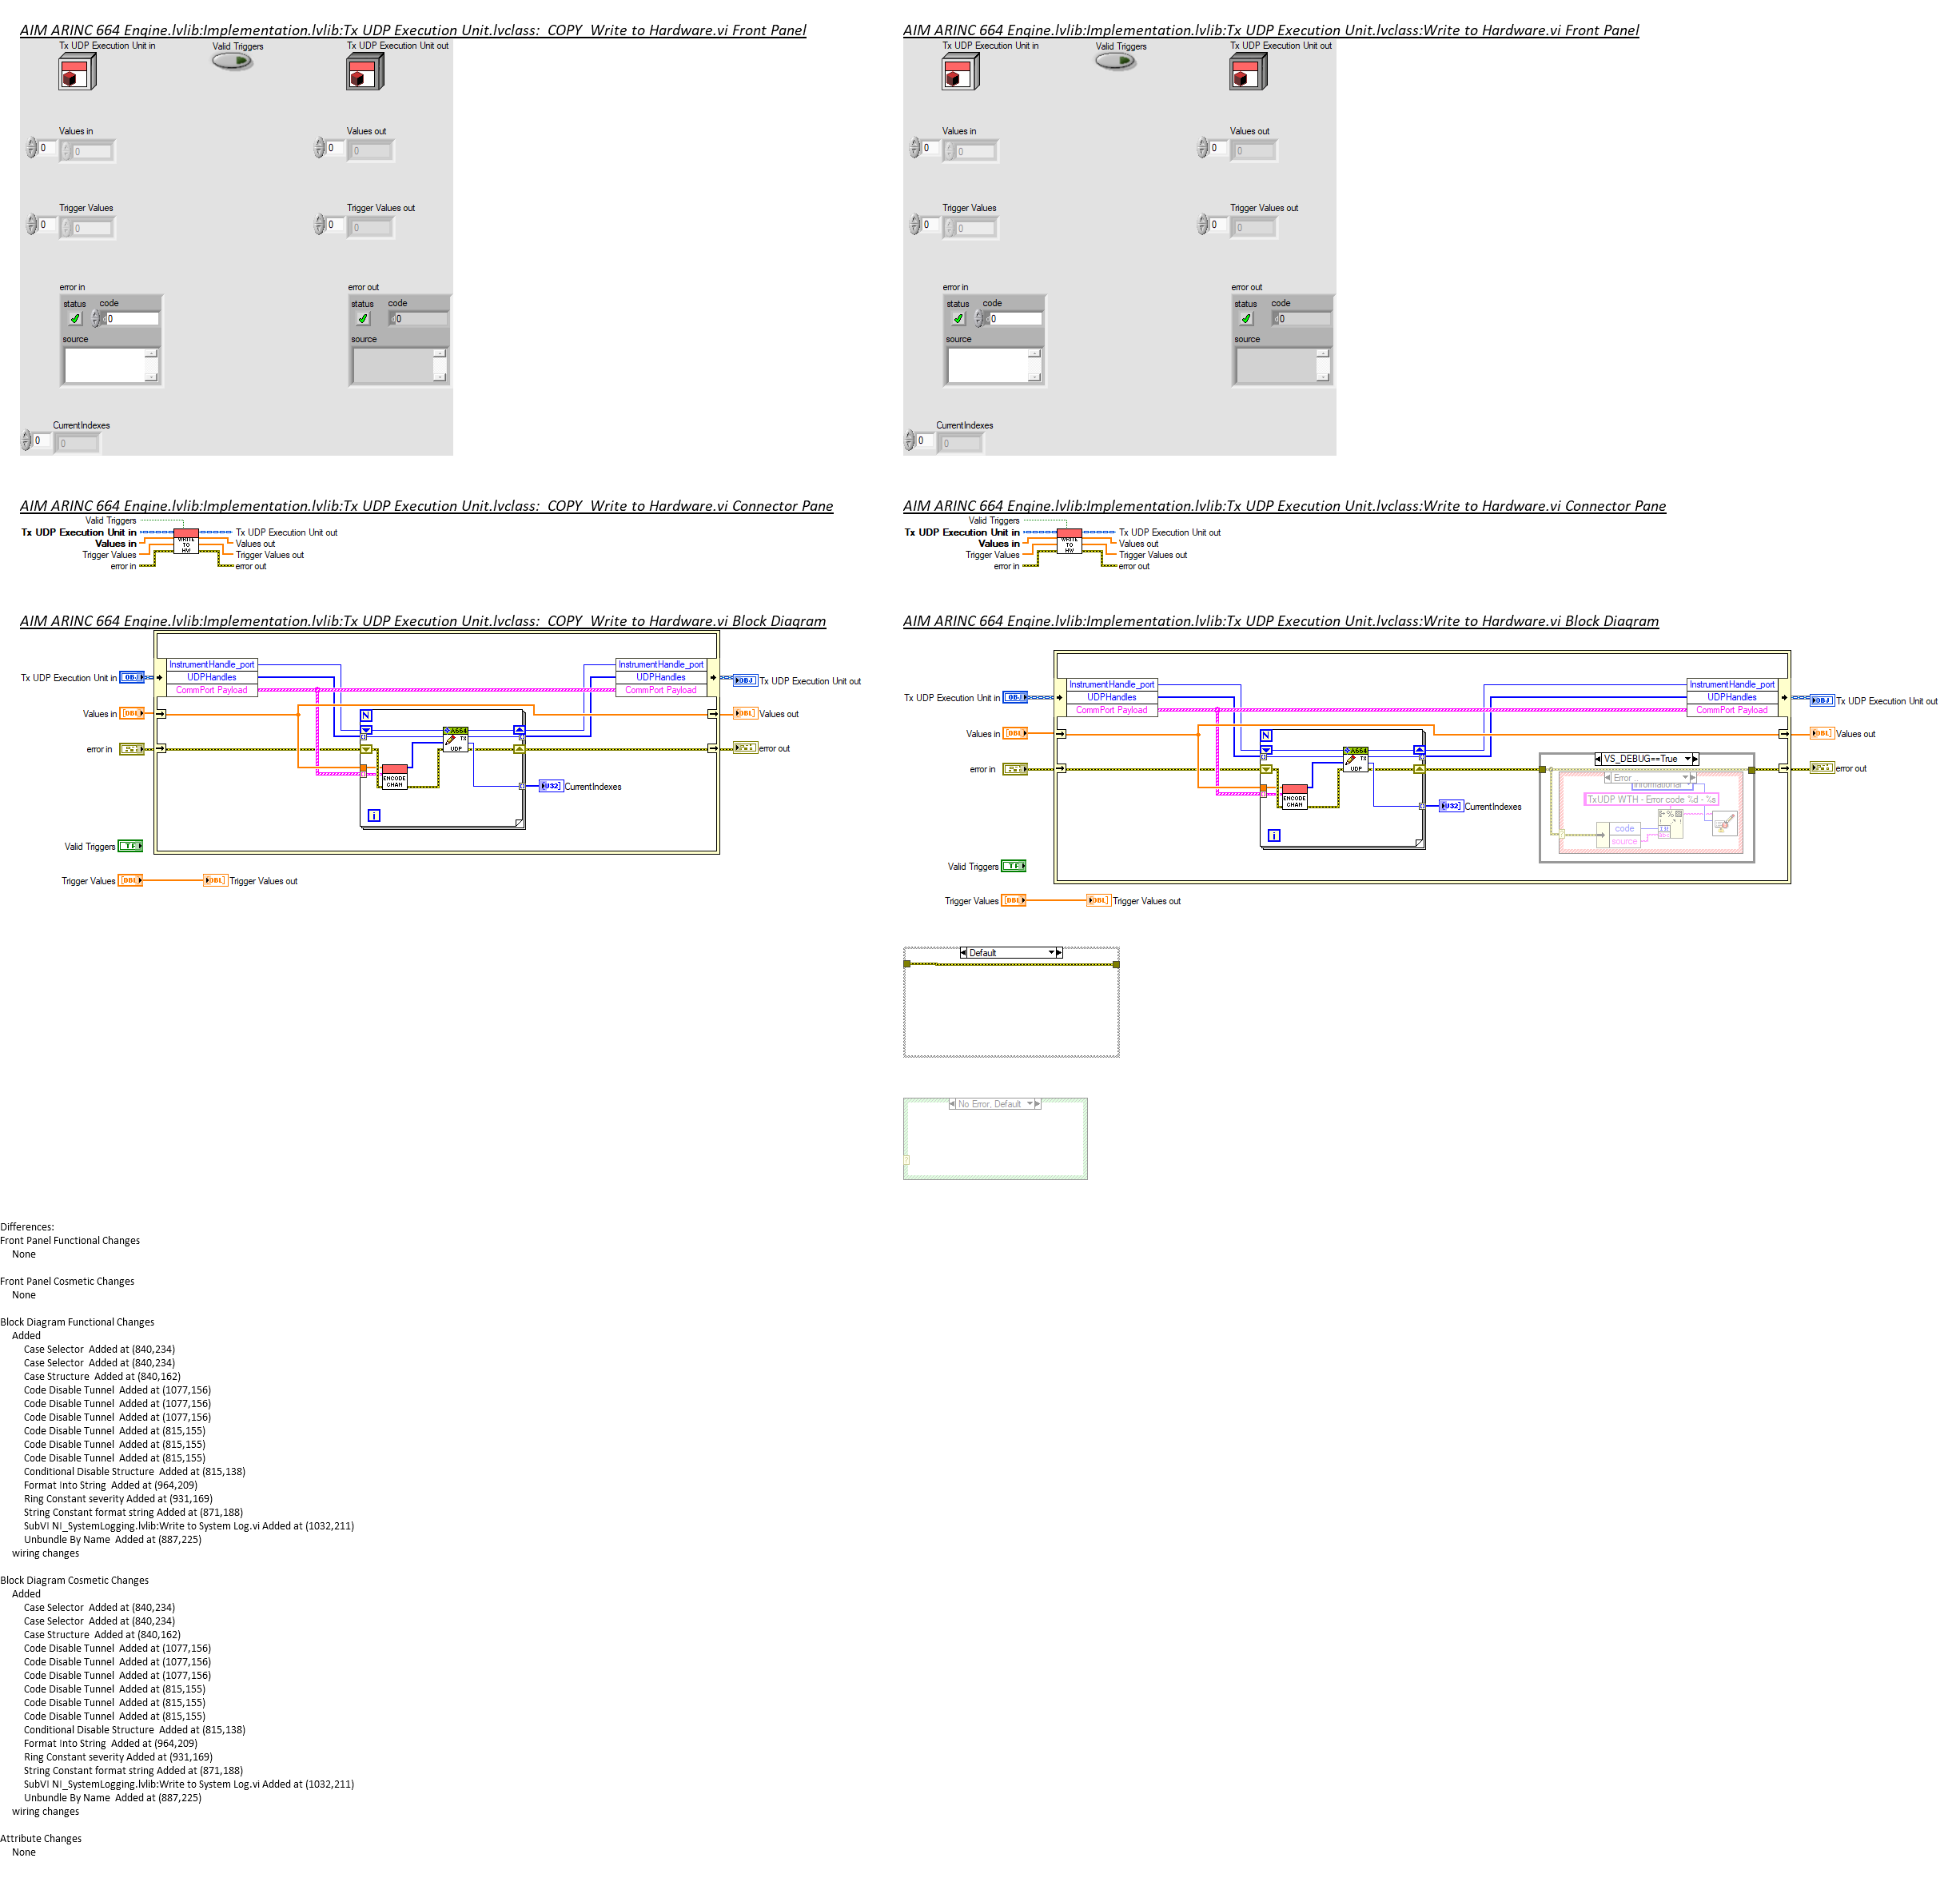 AIM ARINC 664 Engine.lvlib:Implementation.lvlib:Tx UDP Execution Unit.lvclass:  COPY  Write to Hardware.vi Front Panel
Tx UDP Execution Unit in
Valid Triggers
Tx UDP Execution Unit out
Values in
Values out
0
0
0
0
Trigger Values
Trigger Values out
0
0
0
0
error in
error out
status
code
status
code
0
0
source
source
CurrentIndexes
0
0
AIM ARINC 664 Engine.lvlib:Implementation.lvlib:Tx UDP Execution Unit.lvclass:Write to Hardware.vi Front Panel
Tx UDP Execution Unit in
Valid Triggers
Tx UDP Execution Unit out
Values in
Values out
0
0
0
0
Trigger Values
Trigger Values out
0
0
0
0
error in
error out
status
code
status
code
0
0
source
source
CurrentIndexes
0
0
AIM ARINC 664 Engine.lvlib:Implementation.lvlib:Tx UDP Execution Unit.lvclass:  COPY  Write to Hardware.vi Connector Pane
Valid Triggers
Tx UDP Execution Unit in
Tx UDP Execution Unit out
Values in
Values out
Trigger Values
Trigger Values out
error in
error out
WRITE
TO
HW
AIM ARINC 664 Engine.lvlib:Implementation.lvlib:Tx UDP Execution Unit.lvclass:Write to Hardware.vi Connector Pane
Valid Triggers
Tx UDP Execution Unit in
Tx UDP Execution Unit out
Values in
Values out
Trigger Values
Trigger Values out
error in
error out
WRITE
TO
HW
AIM ARINC 664 Engine.lvlib:Implementation.lvlib:Tx UDP Execution Unit.lvclass:  COPY  Write to Hardware.vi Block Diagram
InstrumentHandle_port
InstrumentHandle_port
Tx UDP Execution Unit in
OBJ
UDPHandles
UDPHandles
OBJ
Tx UDP Execution Unit out
CommPort Payload
CommPort Payload
Values in
[DBL]
N
[DBL]
Values out
A664
TX
UDP
error in
error out
ENCODE
CHAN
[U32]
CurrentIndexes
i
Valid Triggers
TF
Trigger Values
[DBL]
[DBL]
Trigger Values out
AIM ARINC 664 Engine.lvlib:Implementation.lvlib:Tx UDP Execution Unit.lvclass:Write to Hardware.vi Block Diagram
InstrumentHandle_port
InstrumentHandle_port
Tx UDP Execution Unit in
OBJ
UDPHandles
UDPHandles
OBJ
Tx UDP Execution Unit out
CommPort Payload
CommPort Payload
Values in
[DBL]
N
[DBL]
Values out
A664
TX
UDP
VS_DEBUG==True
error in
error out
Error
Informational
ENCODE
CHAN
TxUDP WTH - Error code %d - %s
[U32]
CurrentIndexes
code
source
i
Valid Triggers
TF
Trigger Values
[DBL]
[DBL]
Trigger Values out
Default
No Error, Default
Differences:
Front Panel Functional Changes
None
Front Panel Cosmetic Changes
None
Block Diagram Functional Changes
Added
Case Selector  Added at (840,234)
Case Selector  Added at (840,234)
Case Structure  Added at (840,162)
Code Disable Tunnel  Added at (1077,156)
Code Disable Tunnel  Added at (1077,156)
Code Disable Tunnel  Added at (1077,156)
Code Disable Tunnel  Added at (815,155)
Code Disable Tunnel  Added at (815,155)
Code Disable Tunnel  Added at (815,155)
Conditional Disable Structure  Added at (815,138)
Format Into String  Added at (964,209)
Ring Constant severity Added at (931,169)
String Constant format string Added at (871,188)
SubVI NI_SystemLogging.lvlib:Write to System Log.vi Added at (1032,211)
Unbundle By Name  Added at (887,225)
wiring changes
Block Diagram Cosmetic Changes
Added
Case Selector  Added at (840,234)
Case Selector  Added at (840,234)
Case Structure  Added at (840,162)
Code Disable Tunnel  Added at (1077,156)
Code Disable Tunnel  Added at (1077,156)
Code Disable Tunnel  Added at (1077,156)
Code Disable Tunnel  Added at (815,155)
Code Disable Tunnel  Added at (815,155)
Code Disable Tunnel  Added at (815,155)
Conditional Disable Structure  Added at (815,138)
Format Into String  Added at (964,209)
Ring Constant severity Added at (931,169)
String Constant format string Added at (871,188)
SubVI NI_SystemLogging.lvlib:Write to System Log.vi Added at (1032,211)
Unbundle By Name  Added at (887,225)
wiring changes
Attribute Changes
None